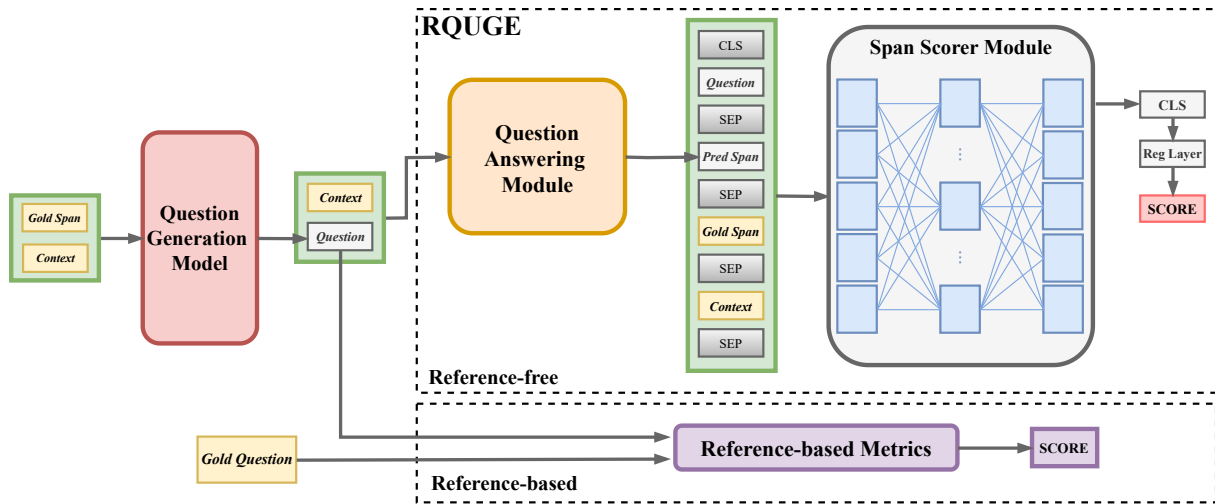 RQUGE
Gold Span
Context
Question
Generation
Model
Context
Question
Question
Answering
Module
CLS
Question
SEP
Pred Span
SEP
Gold Span
SEP
Context
SEP
Span Scorer Module
...
...
CLS
Reg Layer
SCORE
Reference-free
Gold Question
Reference-based Metrics
SCORE
Reference-based